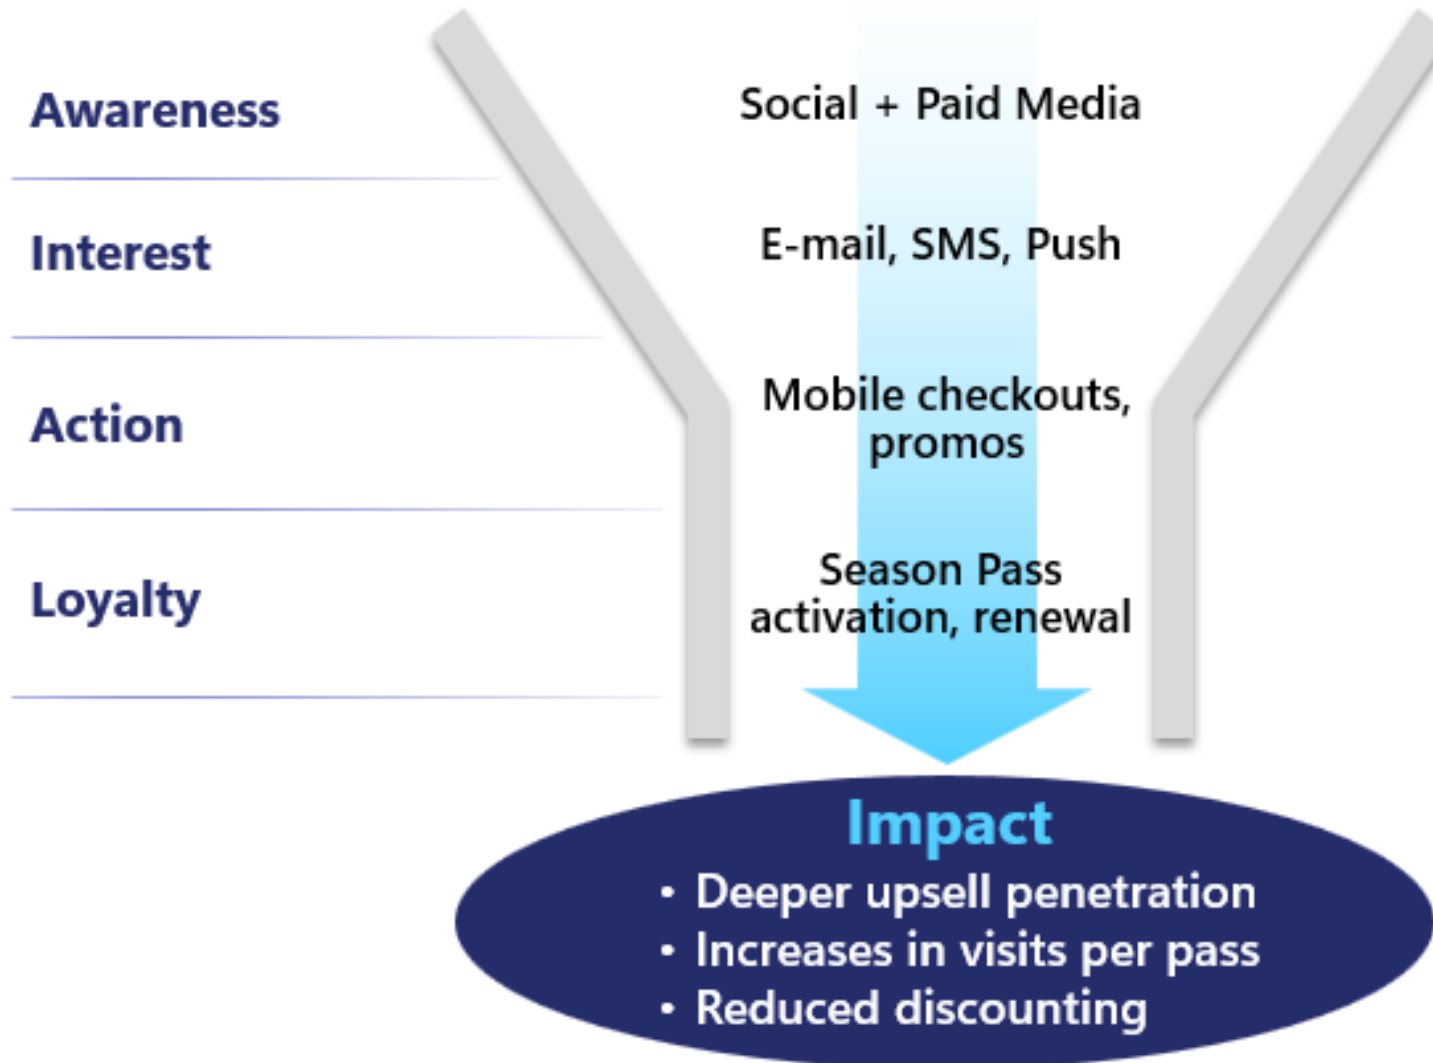 Awareness
Social + Paid Media
Interest
E-mail, SMS, Push
Action
Mobile checkouts,
promos
Loyalty
Season Pass
activation, renewal
Impact
• Deeper upsell penetration
• Increases in visits per pass
• Reduced discounting